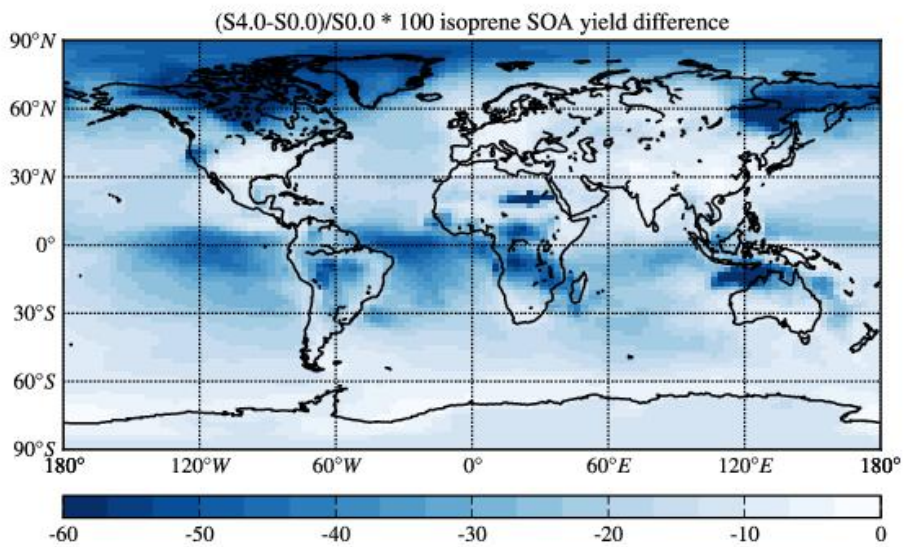 (S4.0-S0.0)/S0.0 * 100 isoprene SOA yield difference
90°N
60°N
30°N
0°
30°S
60°S
90°S
180° 120°W 60°W 0° 60°E 120°E 180°
-60 -50 -40 -30 -20 -10 0